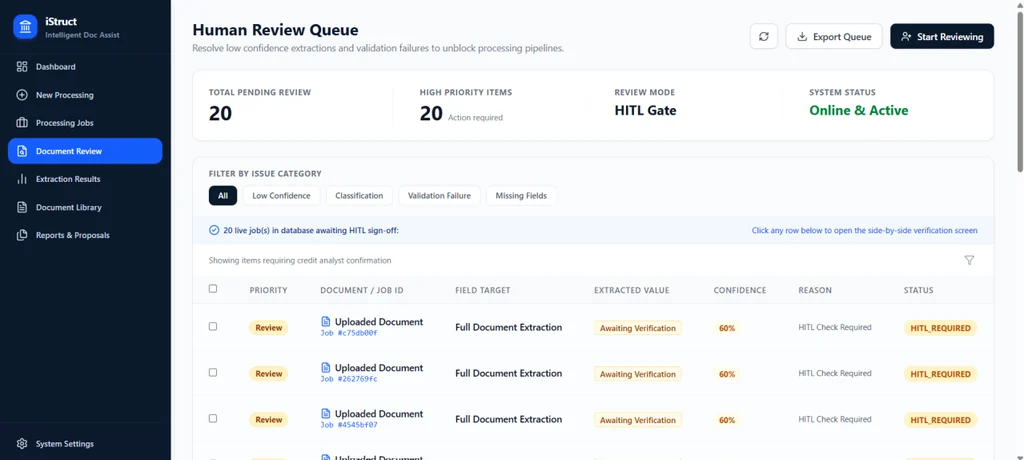 iStruct
Intelligent Doc Assist
Dashboard
New Processing
Processing Jobs
Document Review
Extraction Results
Document Library
Reports & Proposals
System Settings
Human Review Queue
Resolve low confidence extractions and validation failures to unblock processing pipelines.
Export Queue
Start Reviewing
TOTAL PENDING REVIEW
20
HIGH PRIORITY ITEMS
20 Action required
REVIEW MODE
HITL Gate
SYSTEM STATUS
Online & Active
FILTER BY ISSUE CATEGORY
All Low Confidence Classification Validation Failure Missing Fields
20 live job(s) in database awaiting HITL sign-off: Click any row below to open the side-by-side verification screen
Showing items requiring credit analyst confirmation
PRIORITY DOCUMENT / JOB ID FIELD TARGET EXTRACTED VALUE CONFIDENCE REASON STATUS
Review Uploaded Document Full Document Extraction Awaiting Verification 60% HITL Check Required HITL_REQUIRED
Job #c75db00f
Review Uploaded Document Full Document Extraction Awaiting Verification 60% HITL Check Required HITL_REQUIRED
Job #262769fc
Review Uploaded Document Full Document Extraction Awaiting Verification 60% HITL Check Required HITL_REQUIRED
Job #4545bf07
Uploaded Document